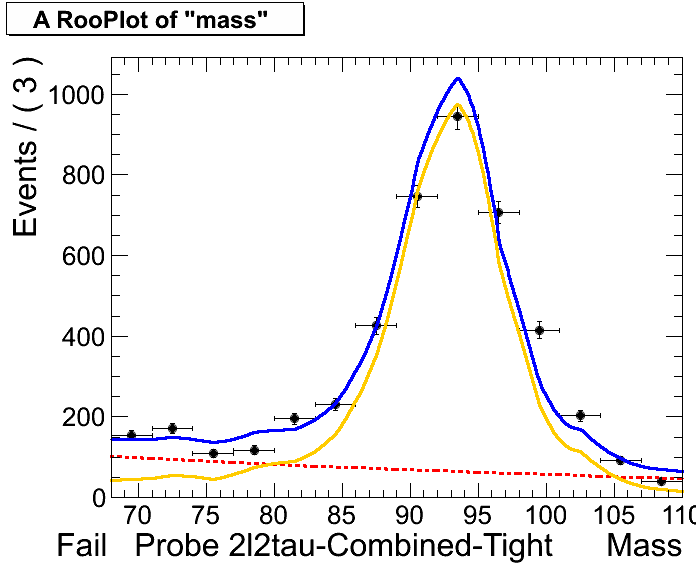 A RooPlot of "mass"
Events / ( 3 )
1000
800
600
400
200
0
70 75 80 85 90 95 100 105 110
Fail Probe 2l2tau-Combined-Tight Mass